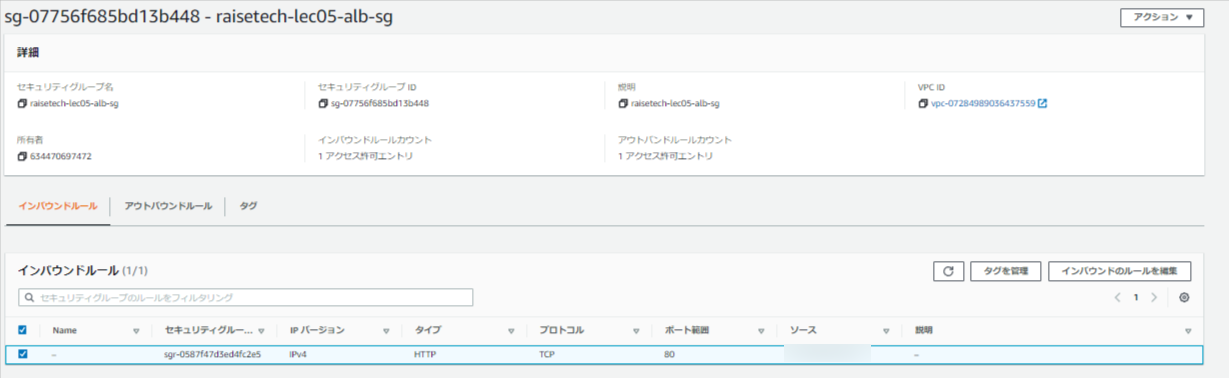 sg-07756f685bd13b448 - raisetech-lec05-alb-sg
アクション ▼
詳細
セキュリティグループ名 セキュリティグループ ID 説明 VPC ID
raisetech-lec05-alb-sg sg-07756f685bd13b448 raisetech-lec05-alb-sg vpc-07284989036437559
所有者 インバウンドルールカウント アウトバンドルールカウント
634470697472 1 アクセス許可エントリ 1 アクセス許可エントリ
インバウンドルール アウトバウンドルール タグ
インバウンドルール (1/1)
タグを管理 インバウンドのルールを編集
セキュリティグループのルールをフィルタリング
1
Name セキュリティグルー... IP バージョン タイプ プロトコル ポート範囲 ソース 説明
– sgr-0587f47d3ed4fc2e5 IPv4 HTTP TCP 80 –